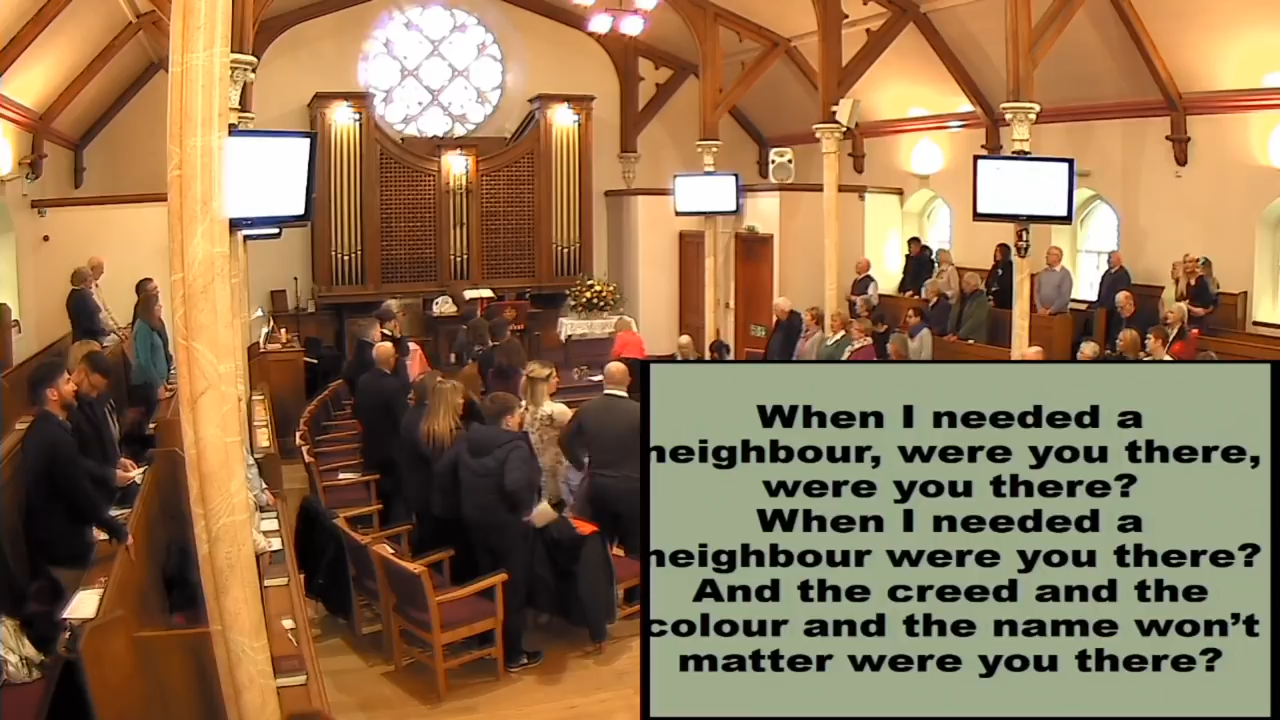 When I needed a
neighbour, were you there,
were you there?
When I needed a
neighbour were you there?
And the creed and the
colour and the name won't
matter were you there?